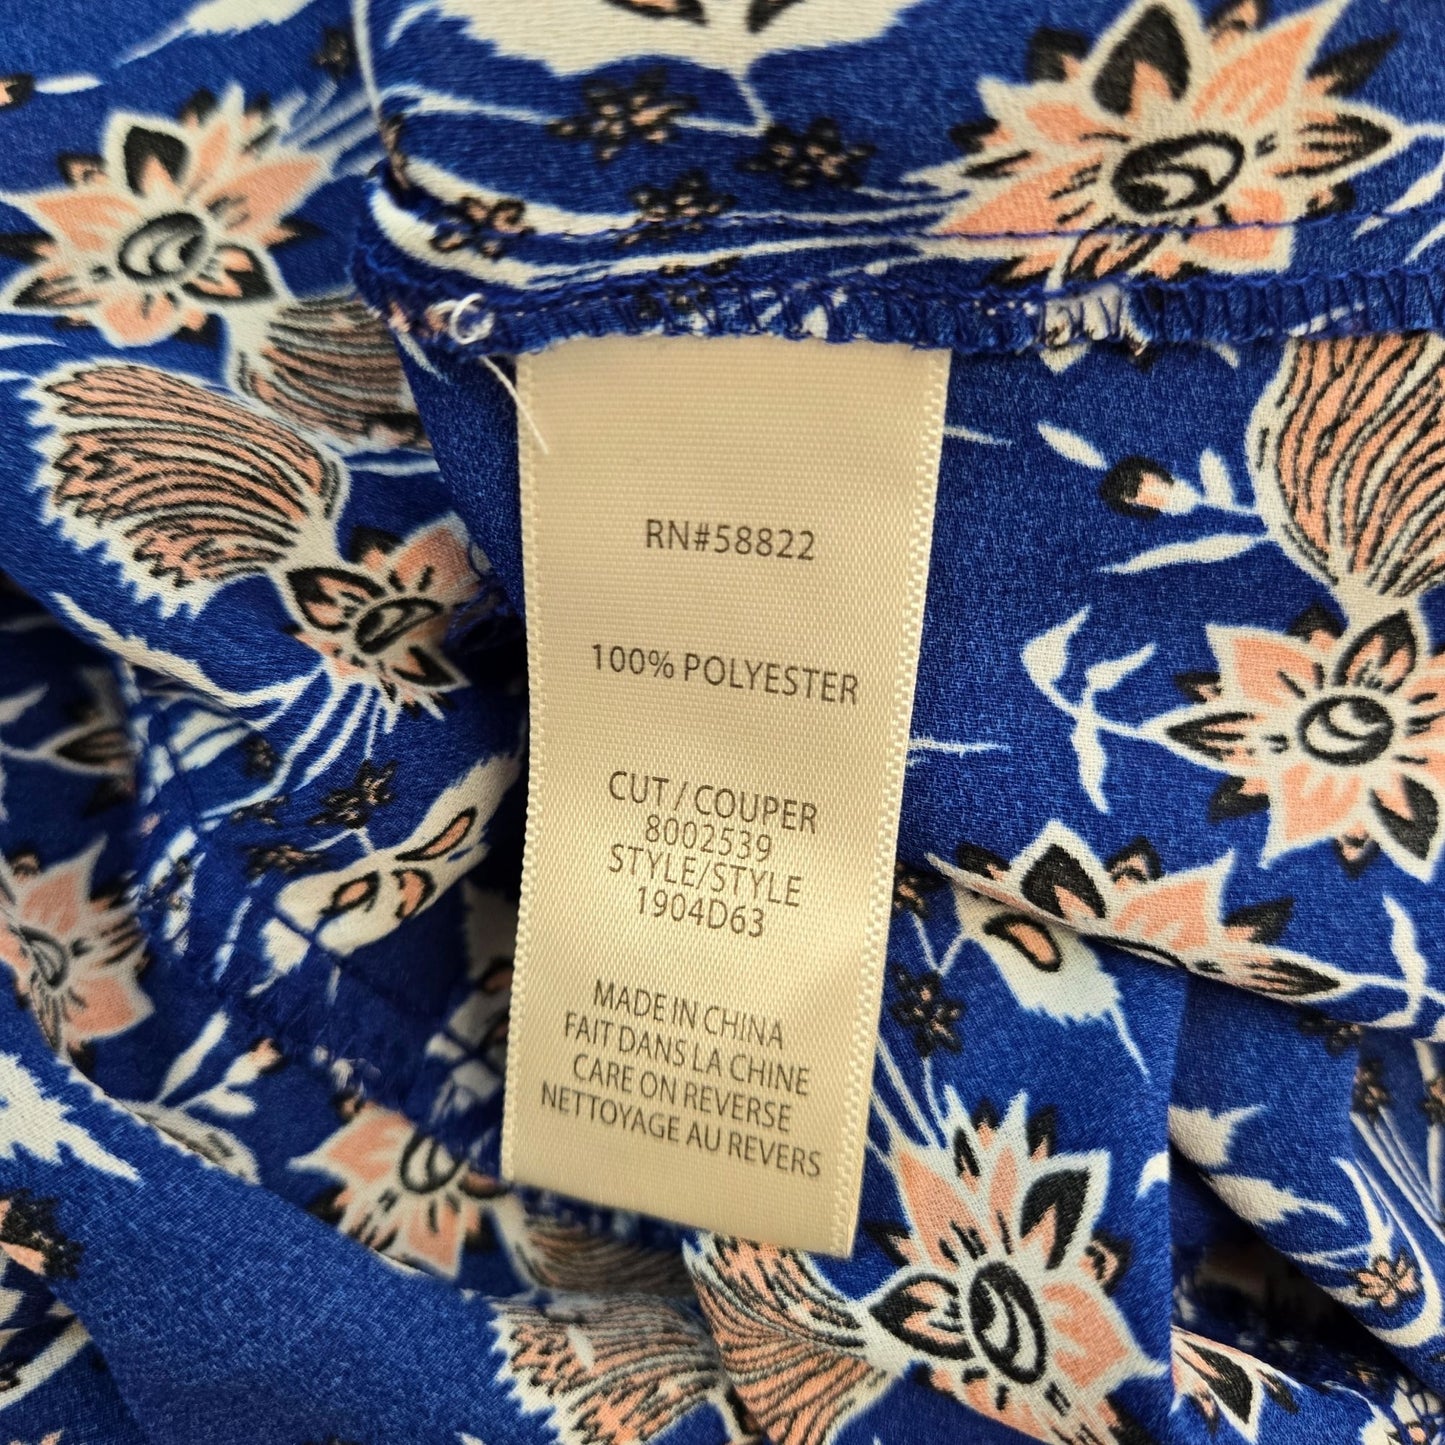 RN#58822
100% POLYESTER
CUT / COUPER
8002539
STYLE/STYLE
1904D63
MADE IN CHINA
FAIT DANS LA CHINE
CARE ON REVERSE
NETTOYAGE AU REVERS